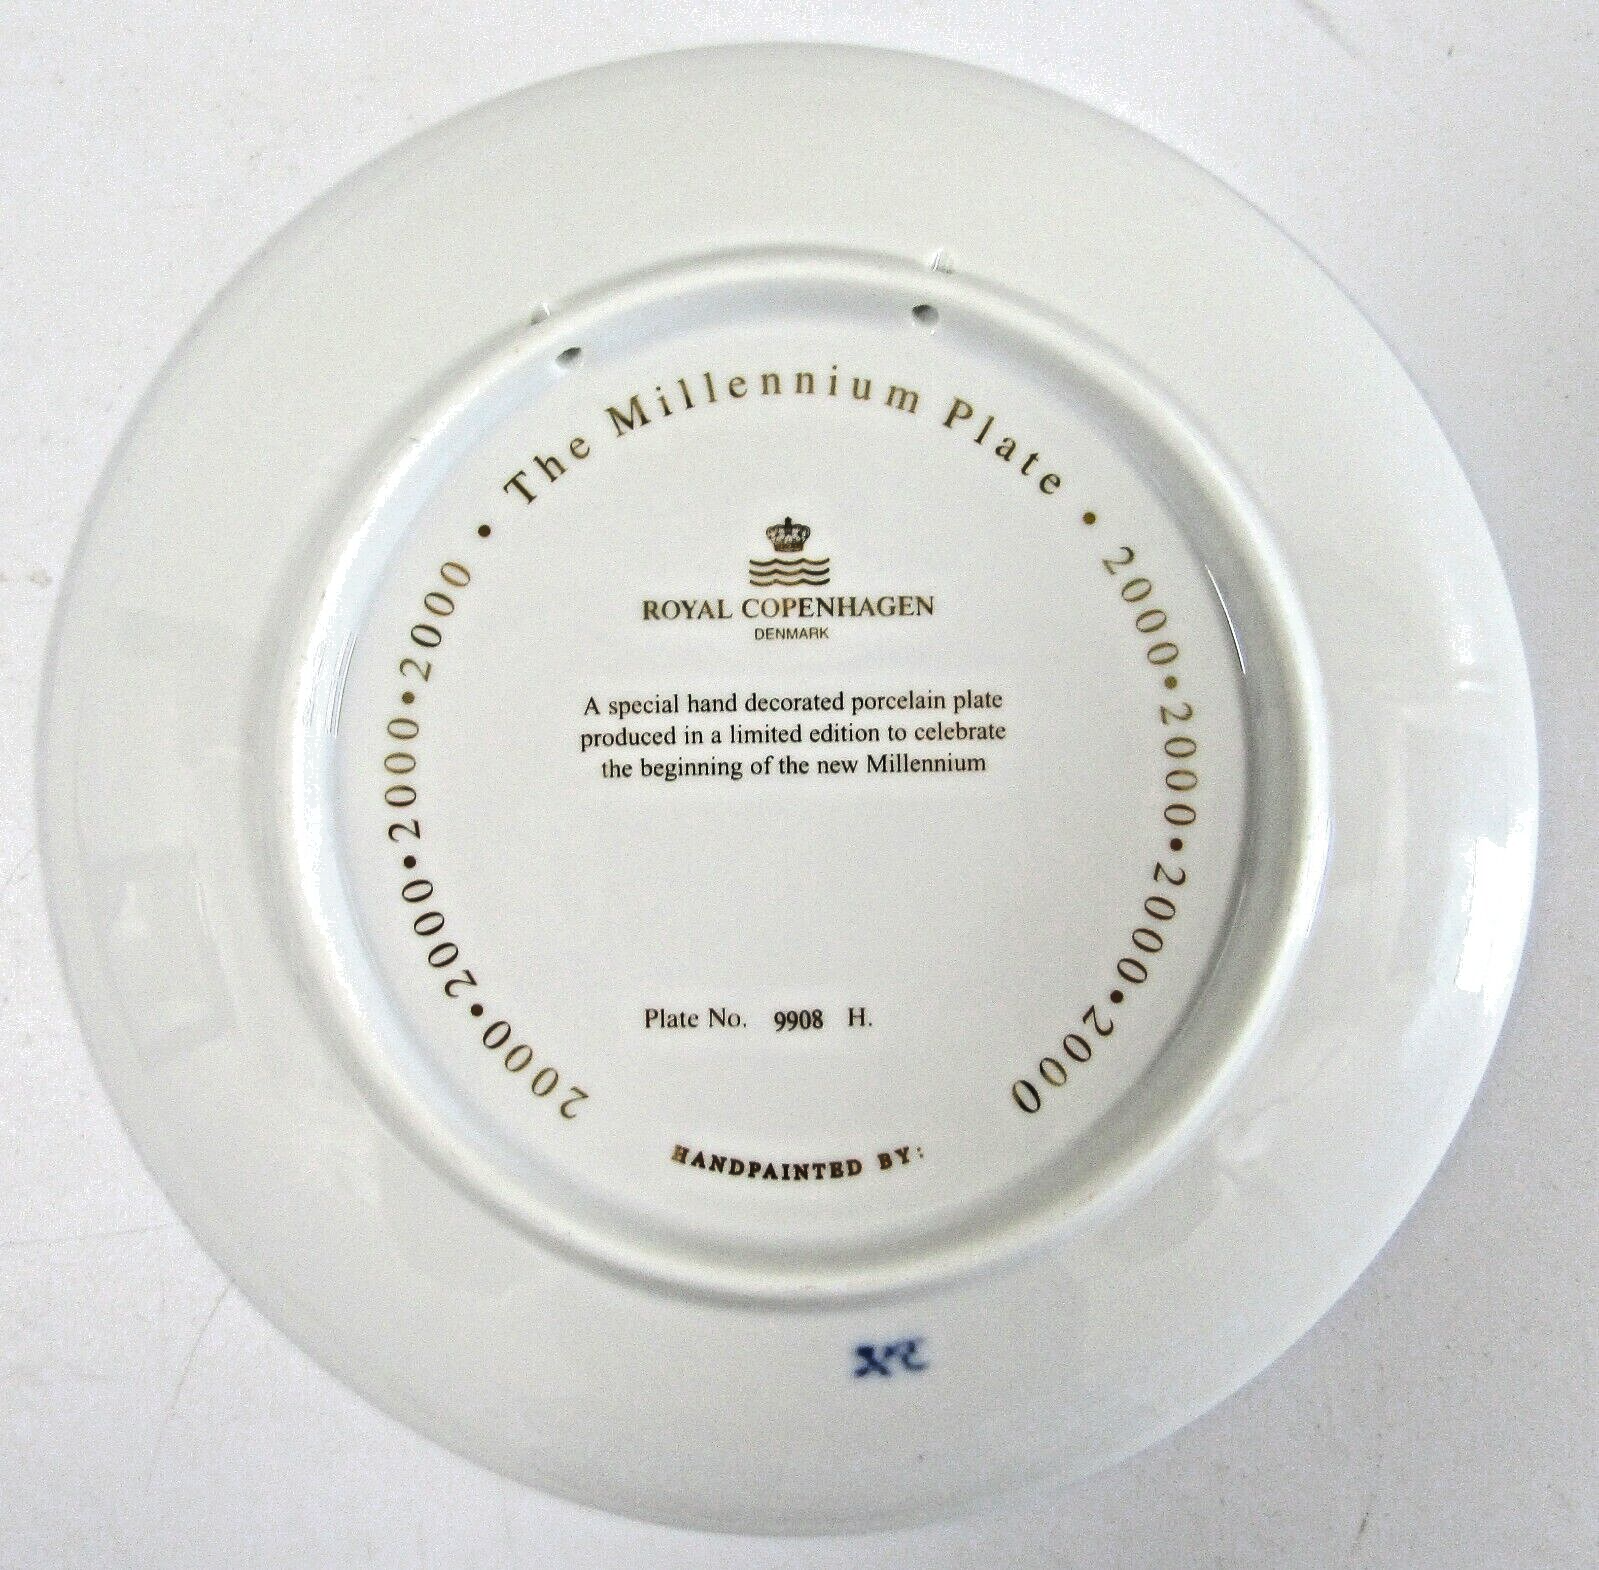 2000•2000•2000•2000 • The Millennium Plate • 2000•2000•2000•2000
ROYAL COPENHAGEN
DENMARK
A special hand decorated porcelain plate
produced in a limited edition to celebrate
the beginning of the new Millennium
Plate No. 9908 H.
HANDPAINTED BY: